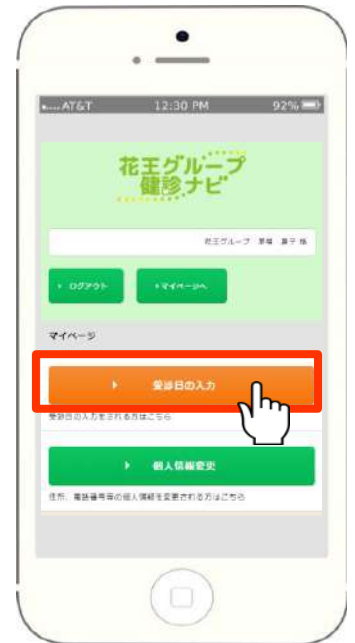 AT&T 12:30 PM 92%
花王グループ
健診ナビ
花王グループ 様
ログアウト
マイページへ
マイページ
受診日の入力
受診日の入力をされる方はこちら
個人情報変更
住所、電話番号等の個人情報を変更される方はこちら